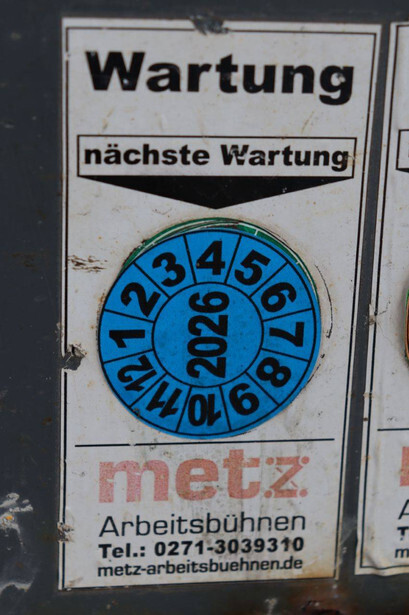 Wartung
nächste Wartung
1 2 3 4 5 6 7 8 9 10 11 12
2026
metz
Arbeitsbühnen
Tel.: 0271-3039310
metz-arbeitsbuehnen.de